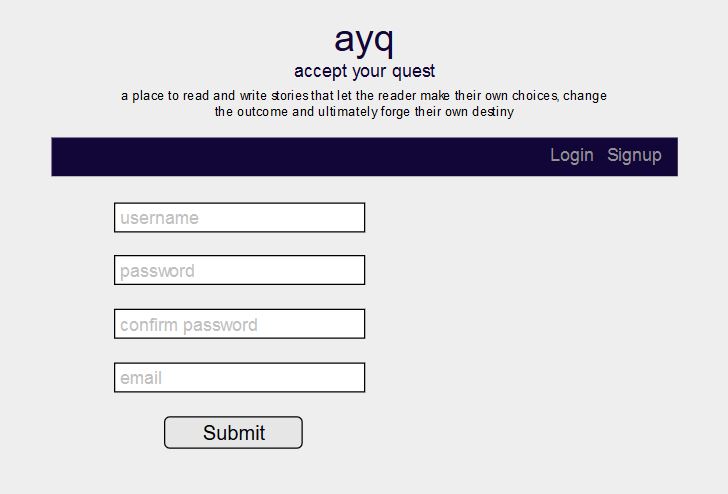 ayq
accept your quest
a place to read and write stories that let the reader make their own choices, change
the outcome and ultimately forge their own destiny
Login Signup
username
password
confirm password
email
Submit